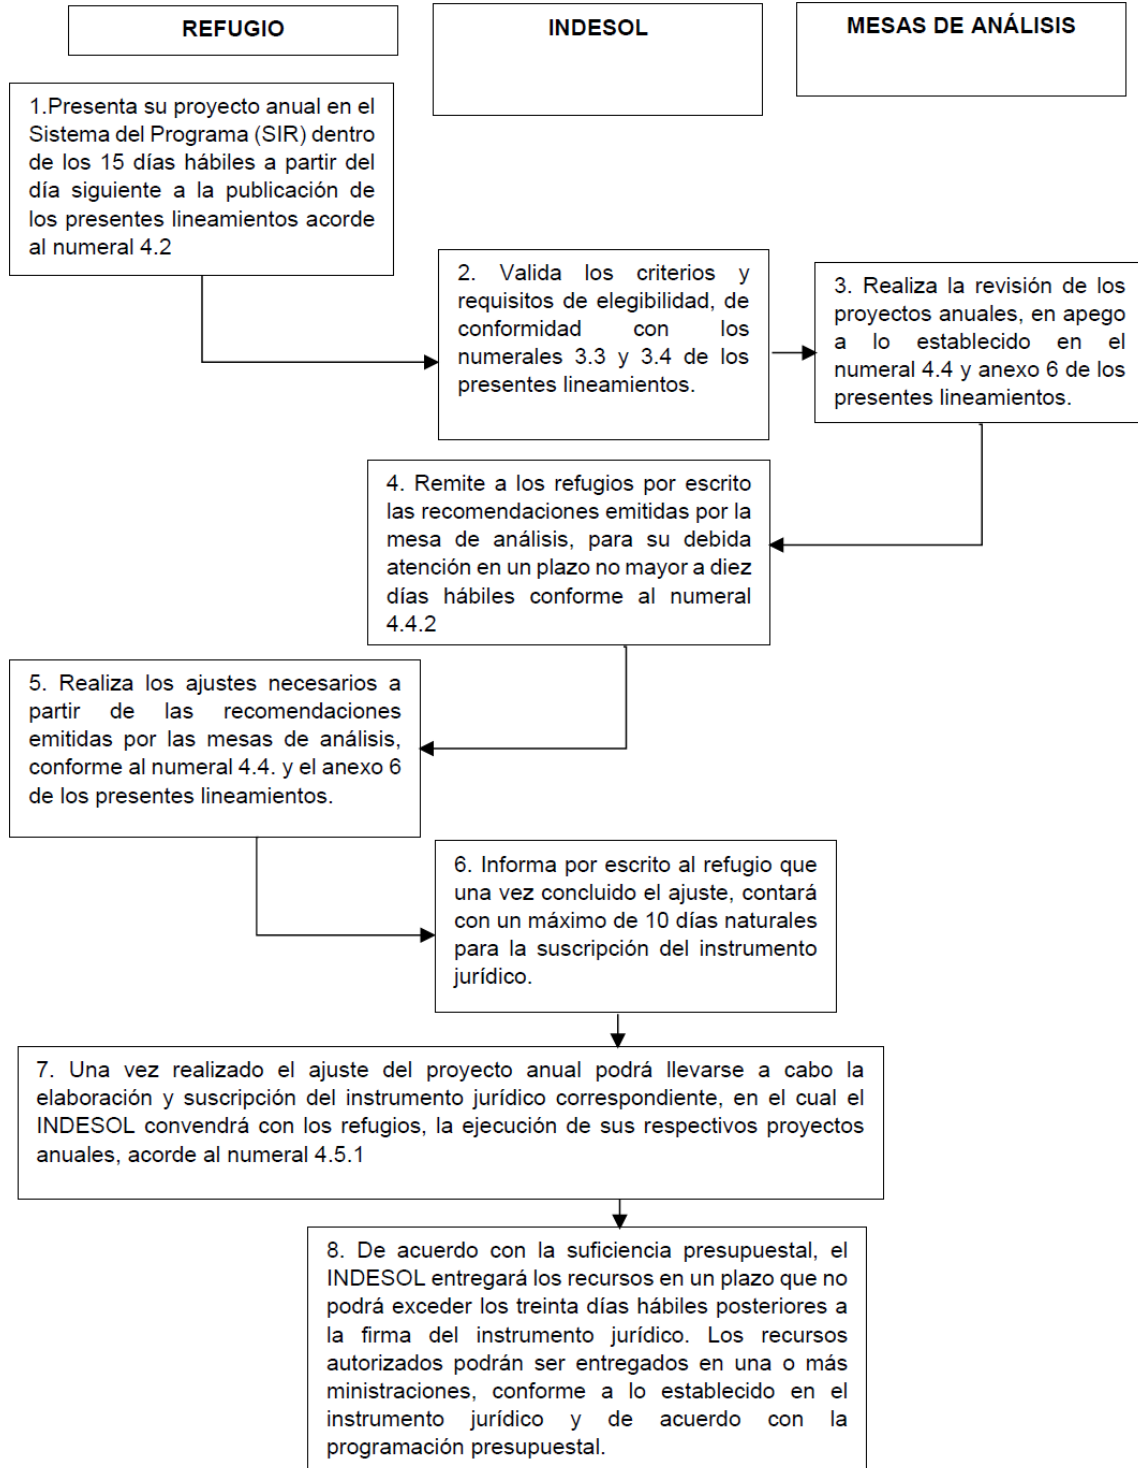 REFUGIO
INDESOL
MESAS DE ANÁLISIS
1.Presenta su proyecto anual en el
Sistema del Programa (SIR) dentro
de los 15 días hábiles a partir del
día siguiente a la publicación de
los presentes lineamientos acorde
al numeral 4.2
2. Valida los criterios y
requisitos de elegibilidad, de
conformidad con los
numerales 3.3 y 3.4 de los
presentes lineamientos.
3. Realiza la revisión de los
proyectos anuales, en apego
a lo establecido en el
numeral 4.4 y anexo 6 de los
presentes lineamientos.
4. Remite a los refugios por escrito
las recomendaciones emitidas por la
mesa de análisis, para su debida
atención en un plazo no mayor a diez
días hábiles conforme al numeral
4.4.2
5. Realiza los ajustes necesarios a
partir de las recomendaciones
emitidas por las mesas de análisis,
conforme al numeral 4.4. y el anexo 6
de los presentes lineamientos.
6. Informa por escrito al refugio que
una vez concluido el ajuste, contará
con un máximo de 10 días naturales
para la suscripción del instrumento
jurídico.
7. Una vez realizado el ajuste del proyecto anual podrá llevarse a cabo la
elaboración y suscripción del instrumento jurídico correspondiente, en el cual el
INDESOL convendrá con los refugios, la ejecución de sus respectivos proyectos
anuales, acorde al numeral 4.5.1
8. De acuerdo con la suficiencia presupuestal, el
INDESOL entregará los recursos en un plazo que no
podrá exceder los treinta días hábiles posteriores a
la firma del instrumento jurídico. Los recursos
autorizados podrán ser entregados en una o más
ministraciones, conforme a lo establecido en el
instrumento jurídico y de acuerdo con la
programación presupuestal.